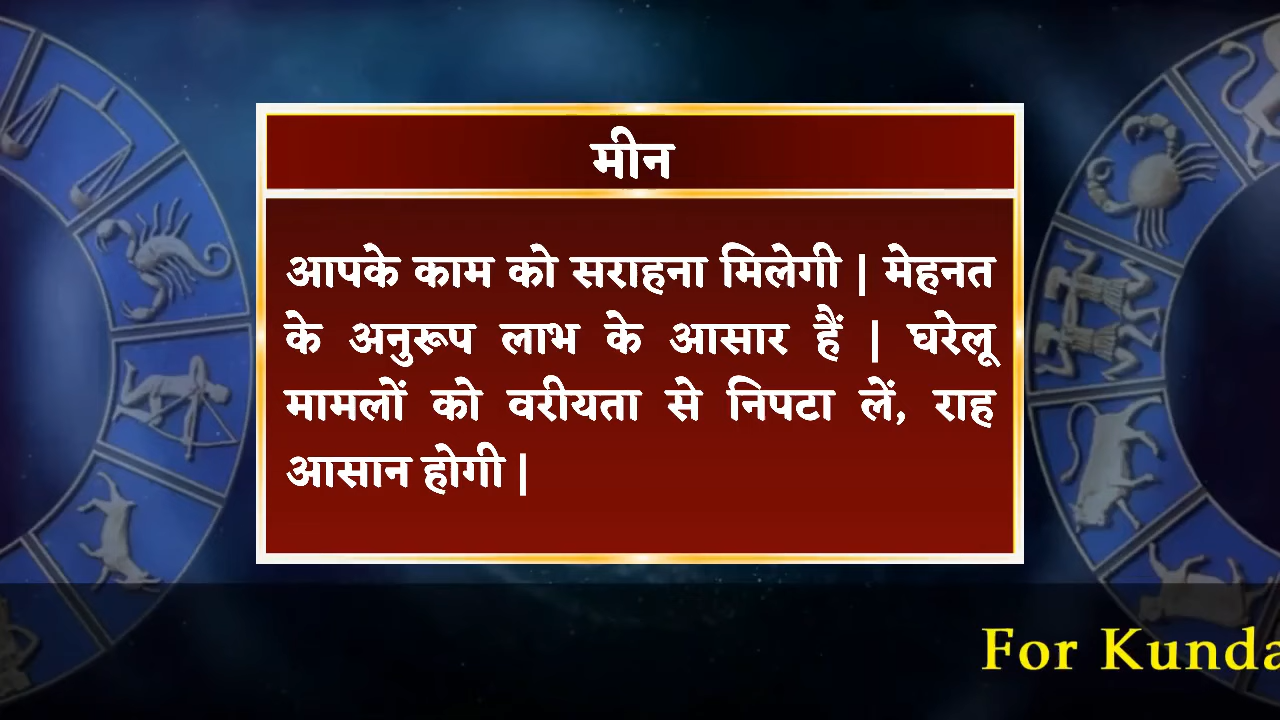 मीन
आपके काम को सराहना मिलेगी | मेहनत
के अनुरूप लाभ के आसार हैं | घरेलू
मामलों को वरीयता से निपटा लें, राह
आसान होगी |
For Kunda